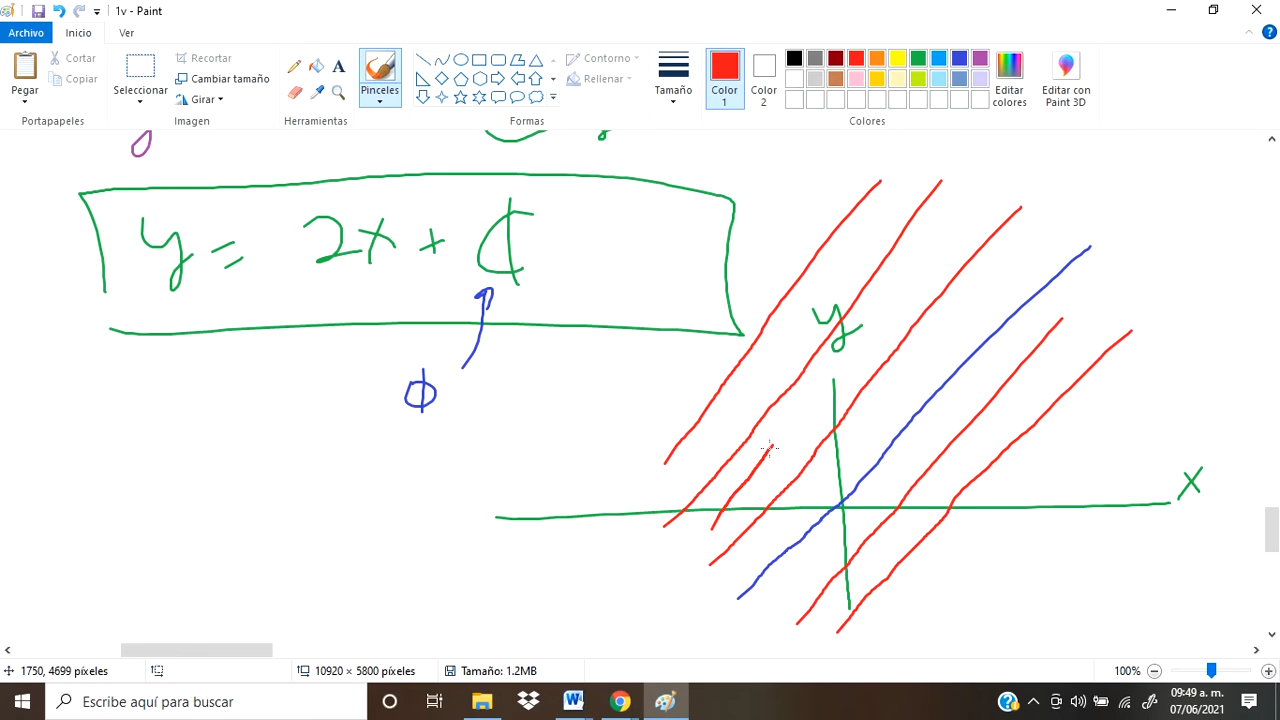 1v - Paint
Archivo Inicio Ver
Pegar
Cortar
Copiar
Portapapeles
Seleccionar
Recortar
Cambiar tamaño
Girar
Imagen
A
Herramientas
Pinceles
Formas
Contorno
Rellenar
Tamaño
Color 1
Color 2
Colores
Editar colores
Editar con Paint 3D
y = 2x + ₵
y
ϕ
x
1750, 4699 píxeles
10920 × 5800 píxeles
Tamaño: 1.2MB
100%
Escribe aquí para buscar
09:49 a. m.
07/06/2021